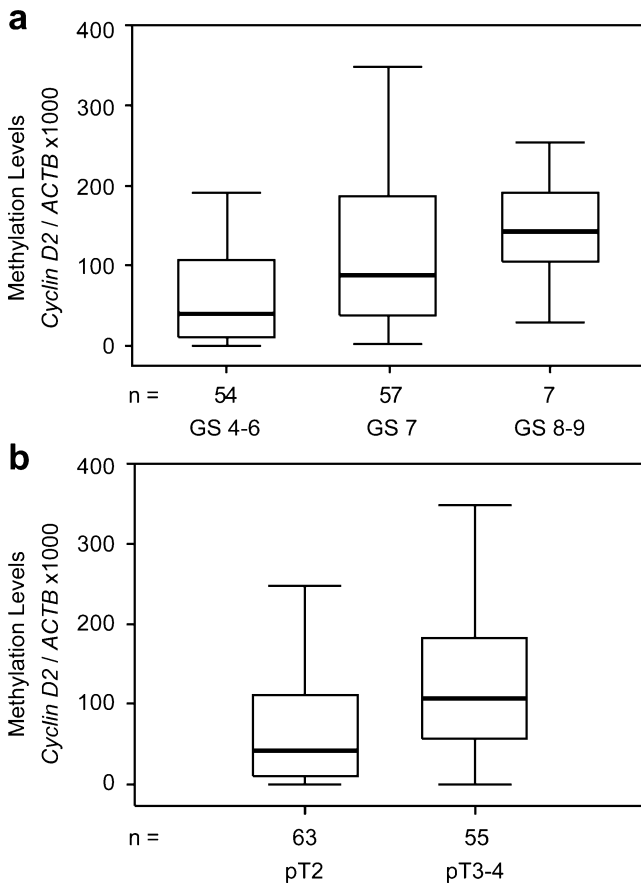 a
Methylation Levels
Cyclin D2 / ACTB x1000
400
300
200
100
0
n = 54 57 7
GS 4-6 GS 7 GS 8-9
b
Methylation Levels
Cyclin D2 / ACTB x1000
400
300
200
100
0
n = 63 55
pT2 pT3-4